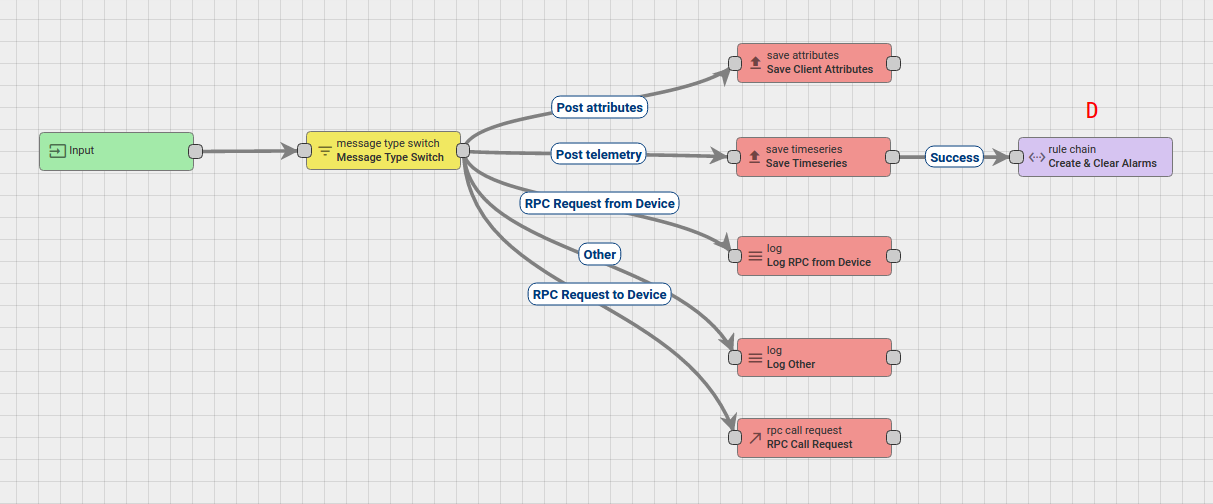 Input
message type switch
Message Type Switch
Post attributes
Post telemetry
RPC Request from Device
Other
RPC Request to Device
save attributes
Save Client Attributes
save timeseries
Save Timeseries
Success
D
rule chain
Create & Clear Alarms
log
Log RPC from Device
log
Log Other
rpc call request
RPC Call Request